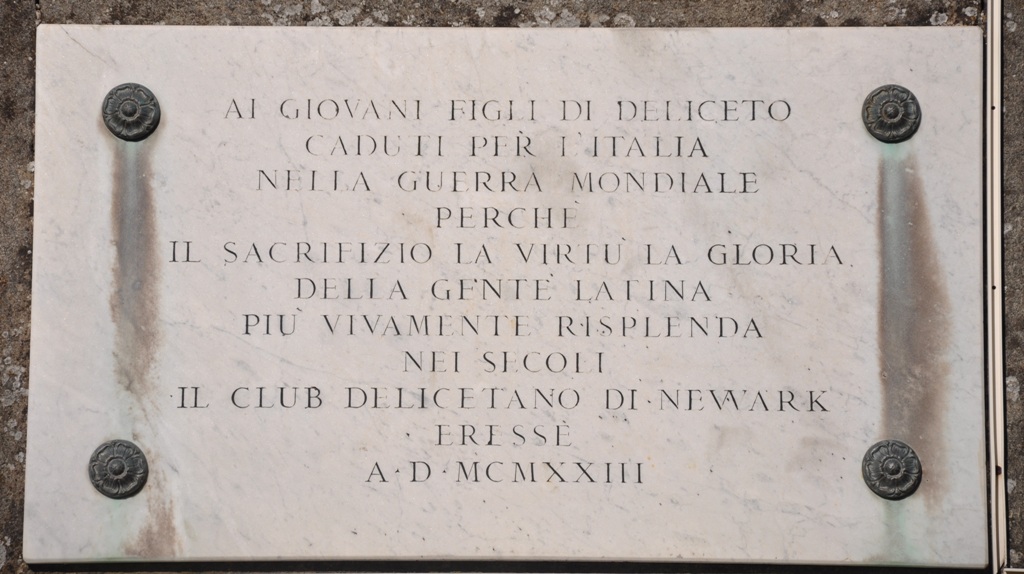 AI GIOVANI FIGLI DI DELICETO
CADUTI PER L'ITALIA
NELLA GUERRA MONDIALE
PERCHÈ
IL SACRIFIZIO LA VIRTÙ LA GLORIA
DELLA GENTE LATINA
PIÙ VIVAMENTE RISPLENDA
NEI SECOLI
IL CLUB DELICETANO DI NEWARK
ERESSE
A·D·MCMXXIII